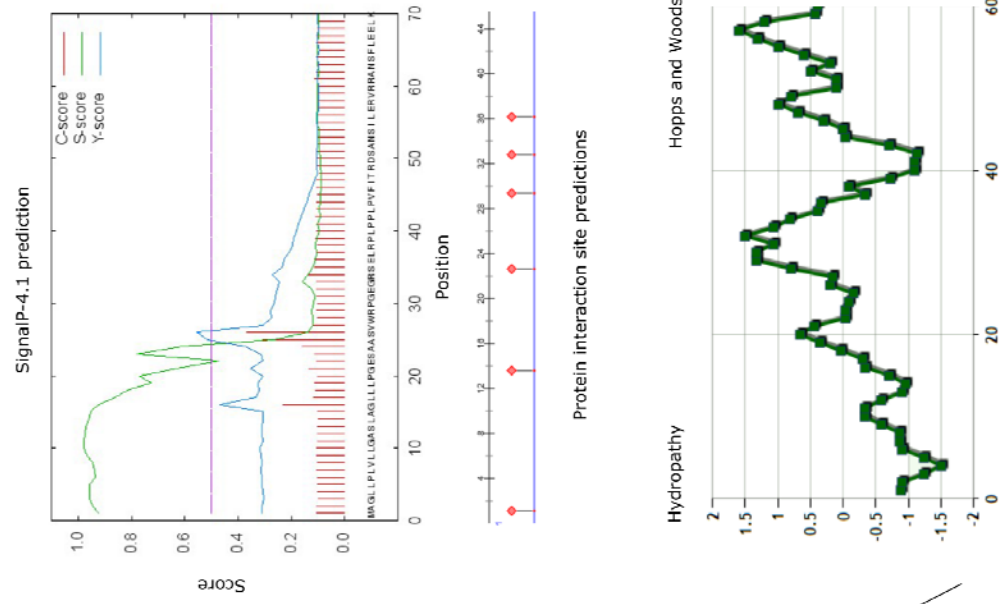 SignalP-4.1 prediction
C-score
S-score
Y-score
1.0
0.8
0.6
0.4
0.2
0.0
Score
MAGLLPLVLLGASLAGLLLPGESAASVWRPGEGRSELRPLPPLPVFITRDSANSILERVRRANSFLEELK
0 10 20 30 40 50 60 70
Position
4 8 12 16 20 24 28 32 36 40 44
Protein interaction site predictions
Hydropathy
Hopps and Woods
2
1.5
1
0.5
0
-0.5
-1
-1.5
-2
0 20 40 60